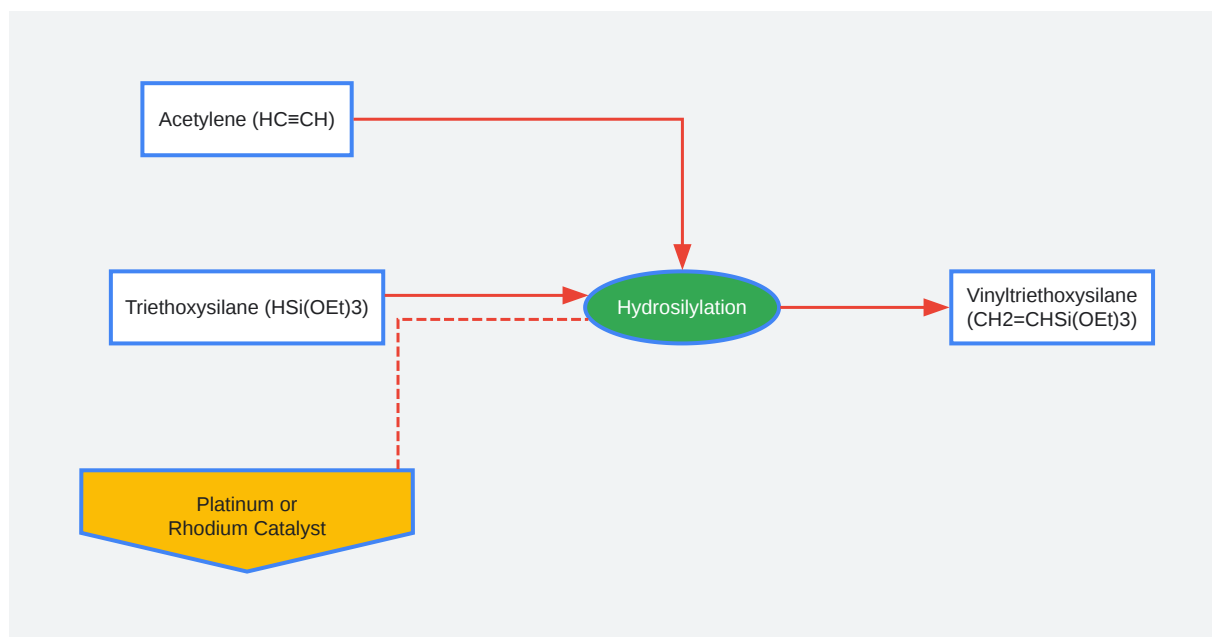 Acetylene (HC≡CH)
Triethoxysilane (HSi(OEt)3)
Hydrosilylation
Vinyltriethoxysilane
(CH2=CHSi(OEt)3)
Platinum or
Rhodium Catalyst